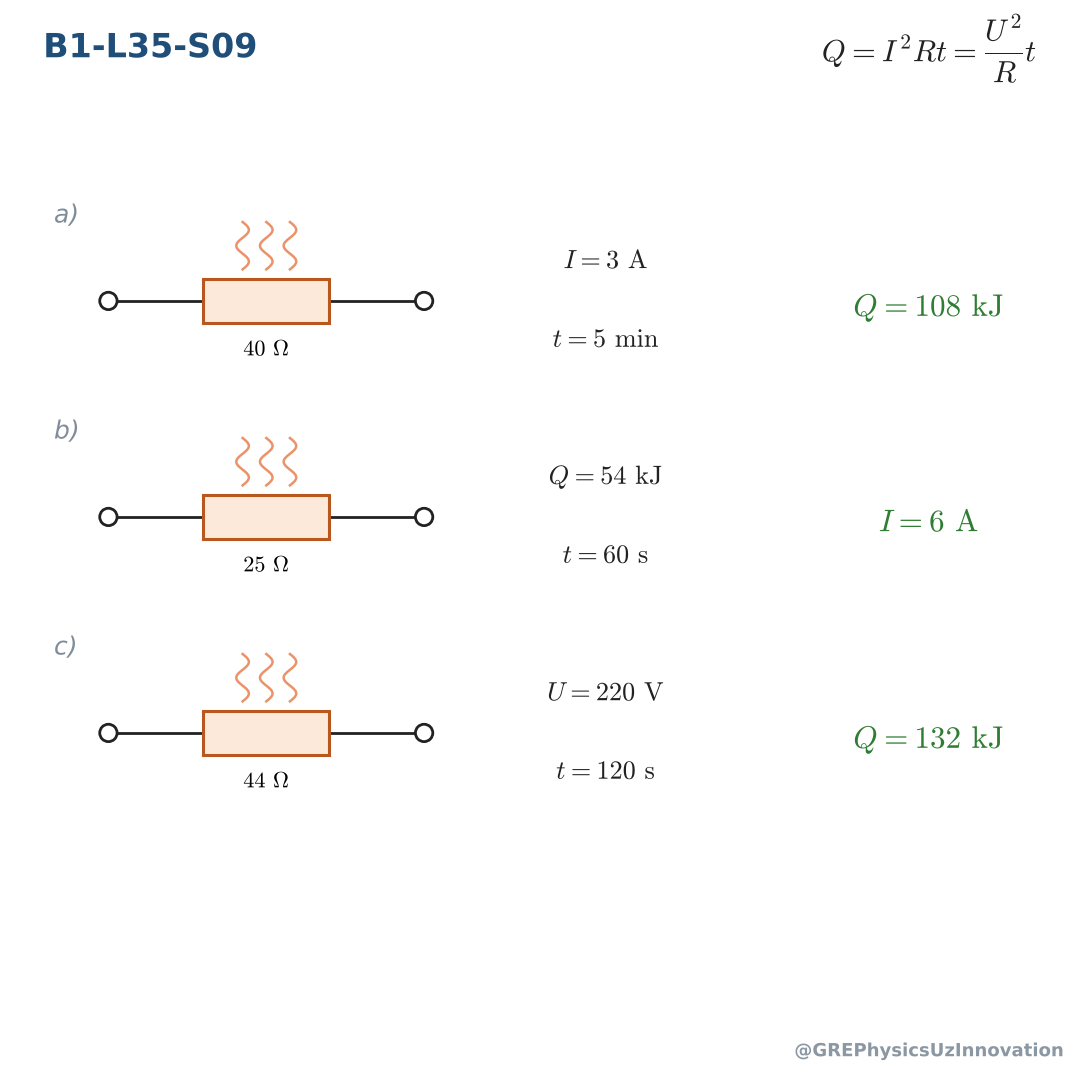 B1-L35-S09
Q = I²Rt = U²/R t
a)
40 Ω
I = 3 A
t = 5 min
Q = 108 kJ
b)
25 Ω
Q = 54 kJ
t = 60 s
I = 6 A
c)
44 Ω
U = 220 V
t = 120 s
Q = 132 kJ
@GREPhysicsUzInnovation